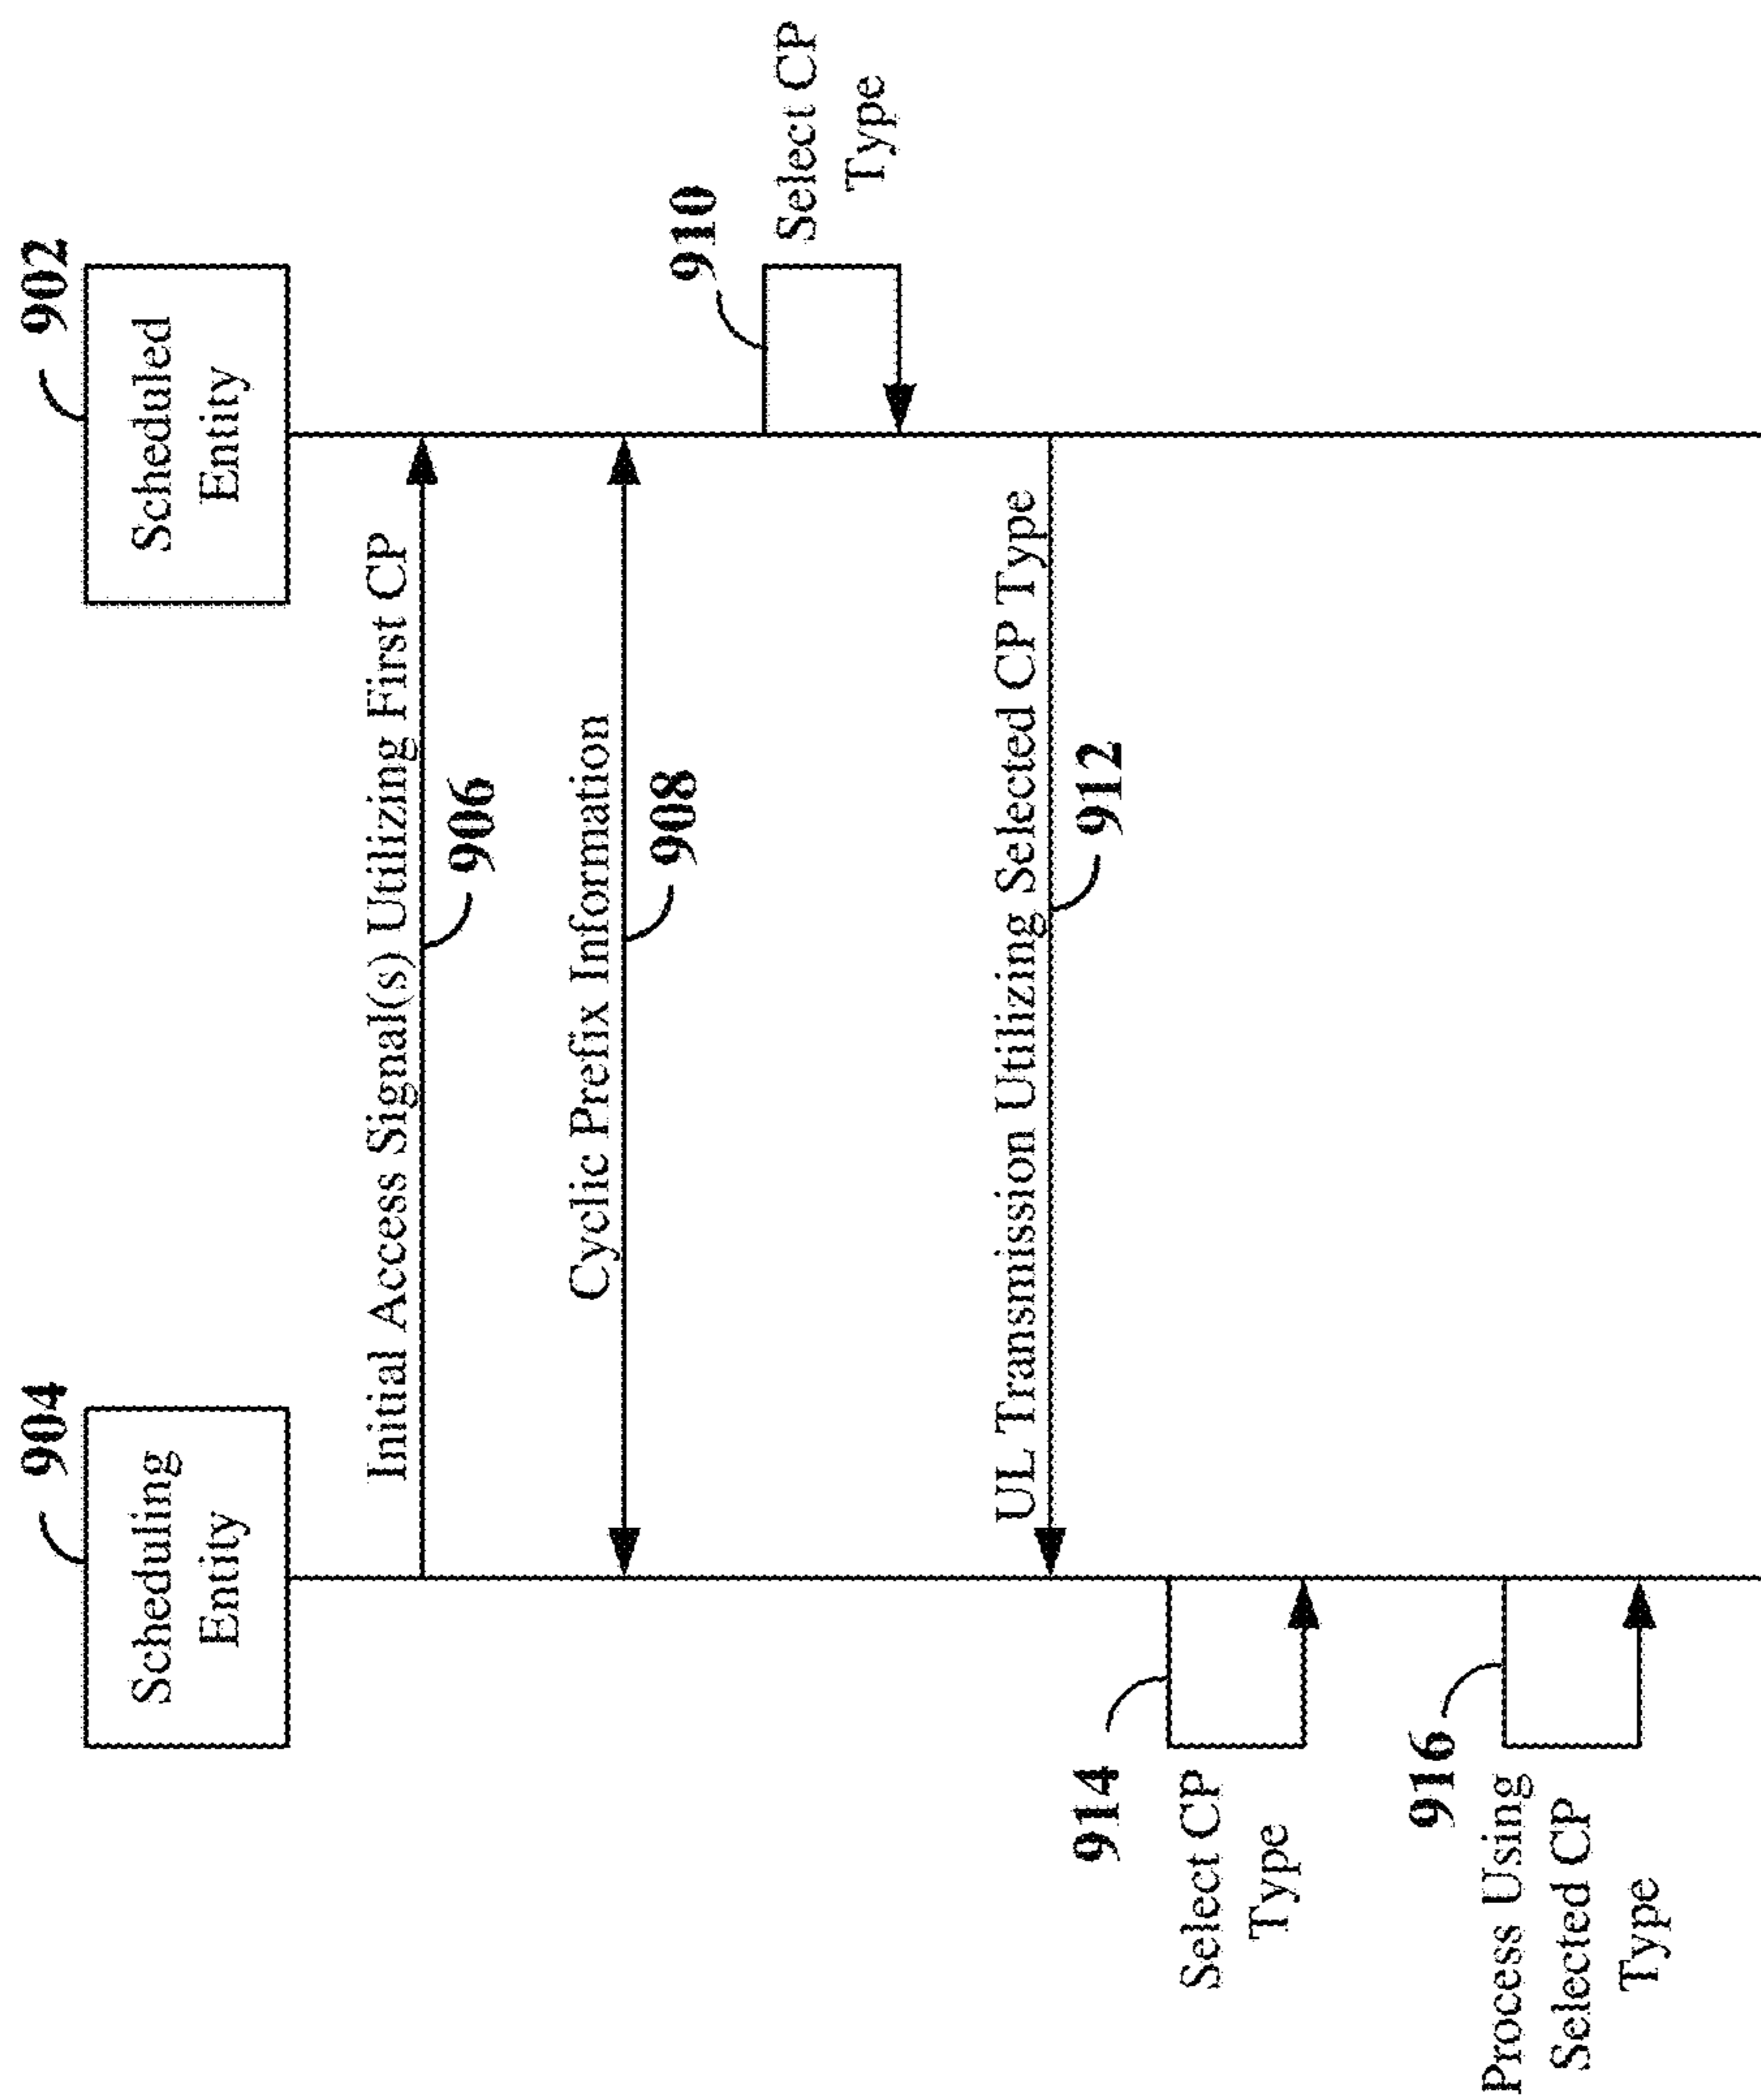 904
Scheduling
Entity
902
Scheduled
Entity
Initial Access Signal(s) Utilizing First CP
906
Cyclic Prefix Information
908
910
Select CP
Type
UL Transmission Utilizing Selected CP Type
912
914
Select CP
Type
916
Process Using
Selected CP
Type